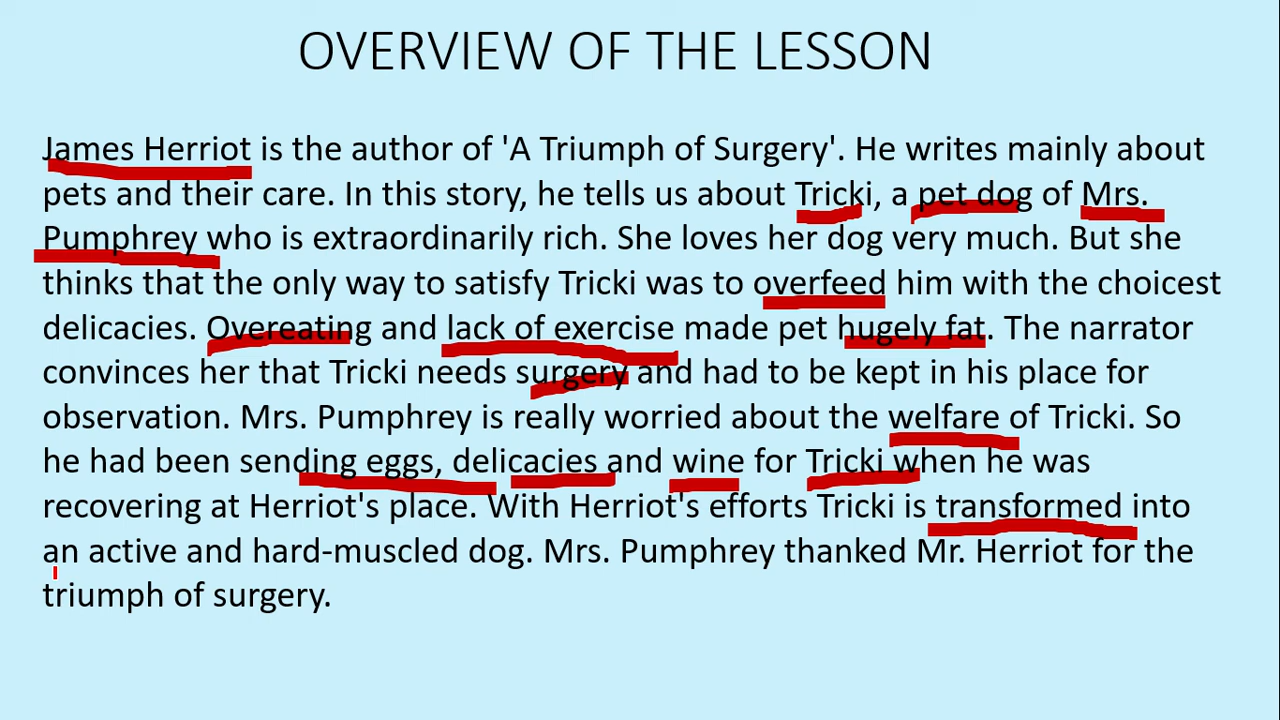 OVERVIEW OF THE LESSON
James Herriot is the author of 'A Triumph of Surgery'. He writes mainly about
pets and their care. In this story, he tells us about Tricki, a pet dog of Mrs.
Pumphrey who is extraordinarily rich. She loves her dog very much. But she
thinks that the only way to satisfy Tricki was to overfeed him with the choicest
delicacies. Overeating and lack of exercise made pet hugely fat. The narrator
convinces her that Tricki needs surgery and had to be kept in his place for
observation. Mrs. Pumphrey is really worried about the welfare of Tricki. So
he had been sending eggs, delicacies and wine for Tricki when he was
recovering at Herriot's place. With Herriot's efforts Tricki is transformed into
an active and hard-muscled dog. Mrs. Pumphrey thanked Mr. Herriot for the
triumph of surgery.